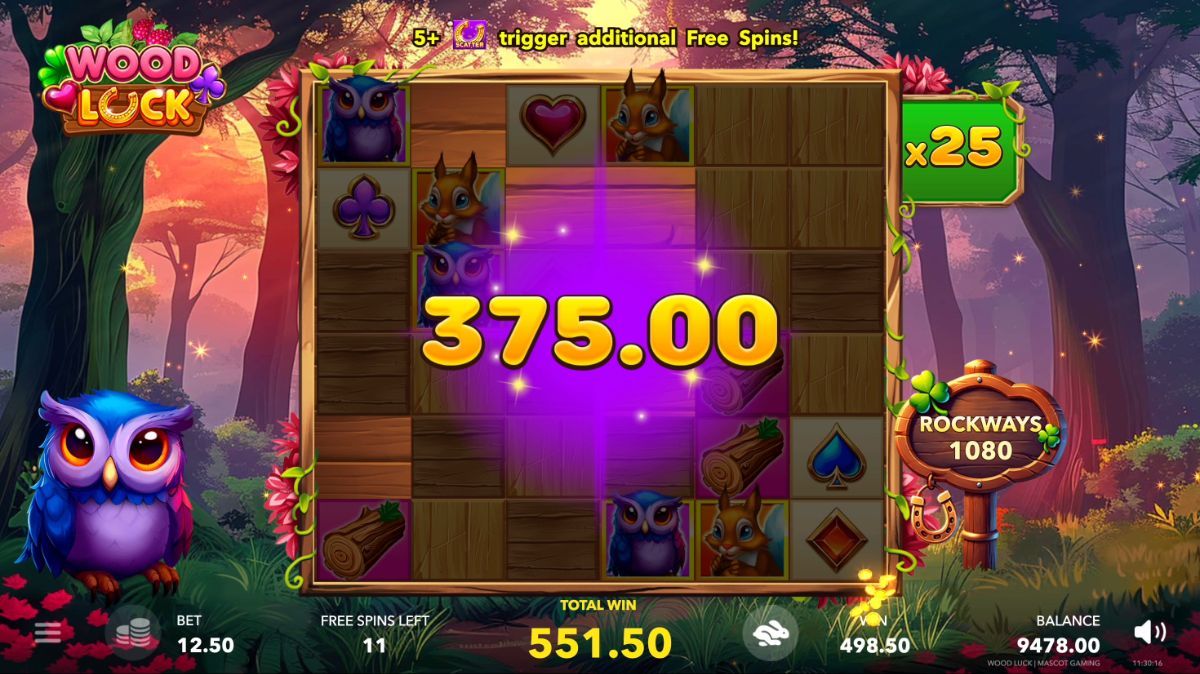 WOOD
LUCK
5+ SCATTER trigger additional Free Spins!
x25
375.00
ROCKWAYS
1080
BET
12.50
FREE SPINS LEFT
11
TOTAL WIN
551.50
WIN
498.50
BALANCE
9478.00
WOOD LUCK | MASCOT GAMING
11:30:16